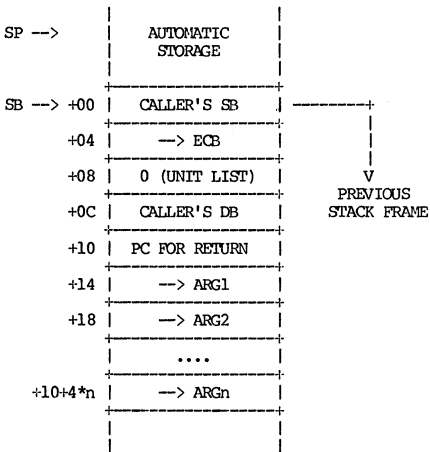 SP --> AUTOMATIC
STORAGE
SB --> +00 CALLER'S SB
+04 --> ECB
+08 0 (UNIT LIST)
V
PREVIOUS
+0C CALLER'S DB STACK FRAME
+10 PC FOR RETURN
+14 --> ARG1
+18 --> ARG2
....
+10+4*n --> ARGn